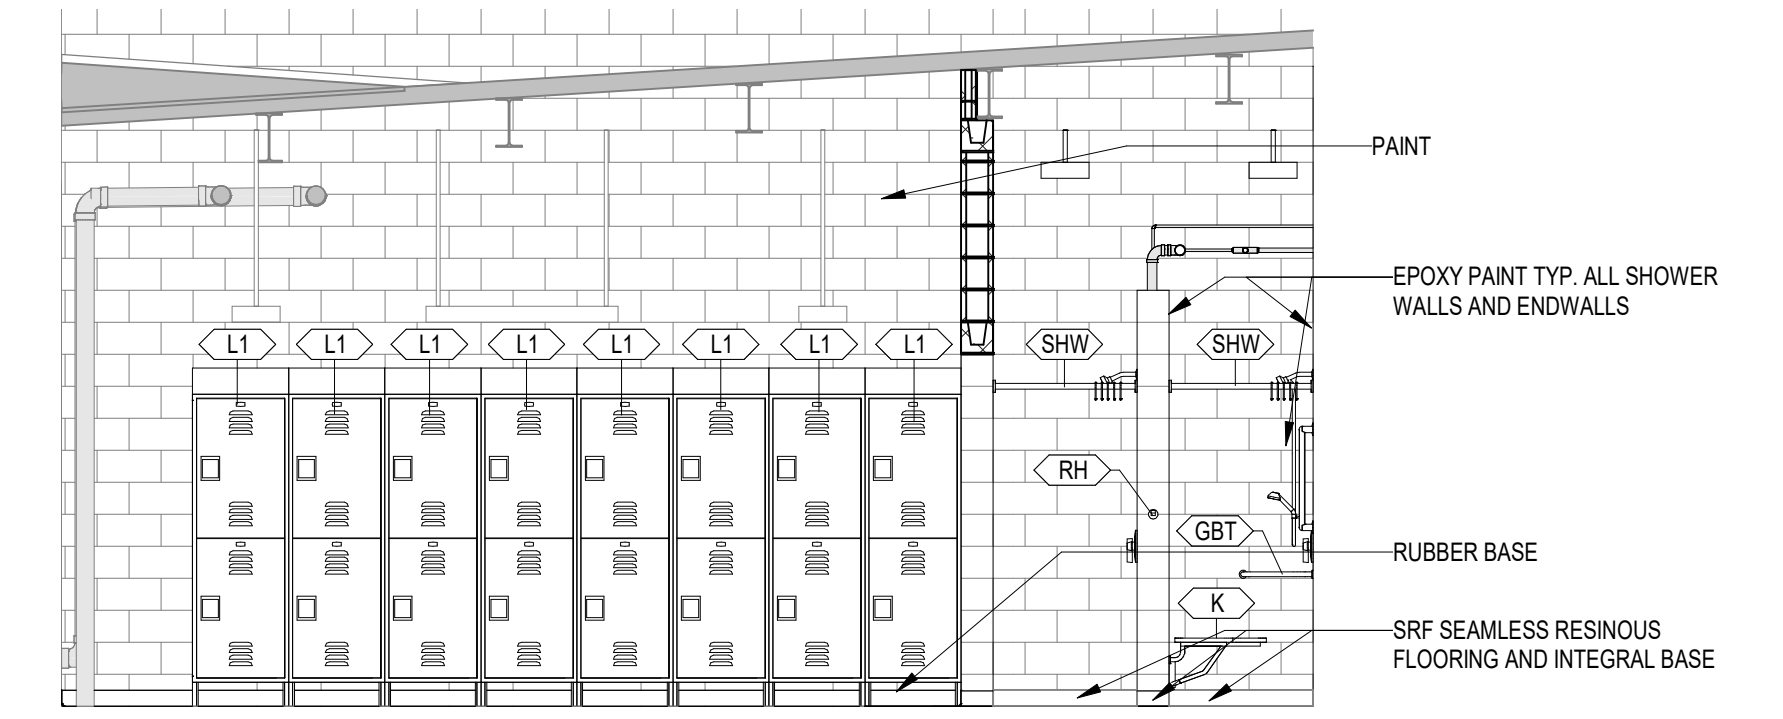 PAINT
EPOXY PAINT TYP. ALL SHOWER
WALLS AND ENDWALLS
L1
L1
L1
L1
L1
L1
L1
L1
SHW
SHW
RH
GBT
RUBBER BASE
K
SRF SEAMLESS RESINOUS
FLOORING AND INTEGRAL BASE